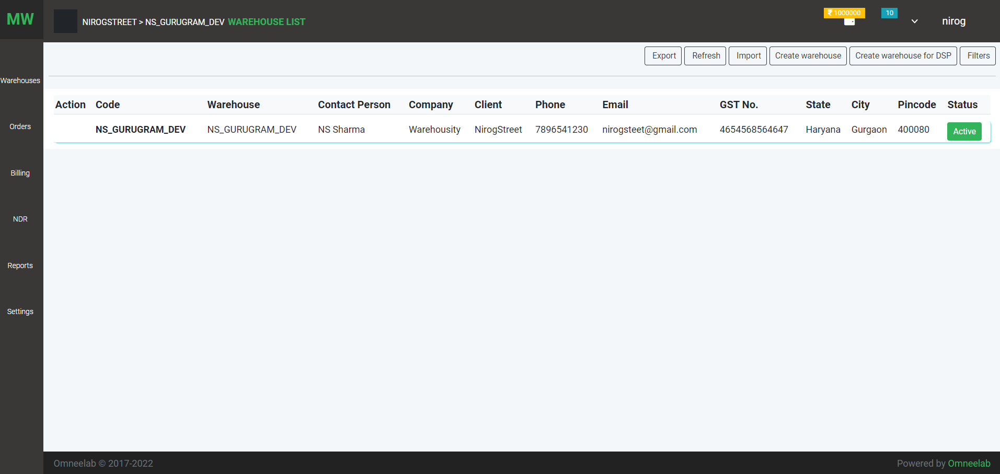 MW
NIROGSTREET > NS_GURUGRAM_DEV WAREHOUSE LIST
₹ 1000000
10
nirog
Export Refresh Import Create warehouse Create warehouse for DSP Filters
Warehouses
Orders
Billing
NDR
Reports
Settings
Action Code Warehouse Contact Person Company Client Phone Email GST No. State City Pincode Status
NS_GURUGRAM_DEV NS_GURUGRAM_DEV NS Sharma Warehousity NirogStreet 7896541230 nirogsteet@gmail.com 4654568564647 Haryana Gurgaon 400080 Active
Omneelab © 2017-2022
Powered by Omneelab